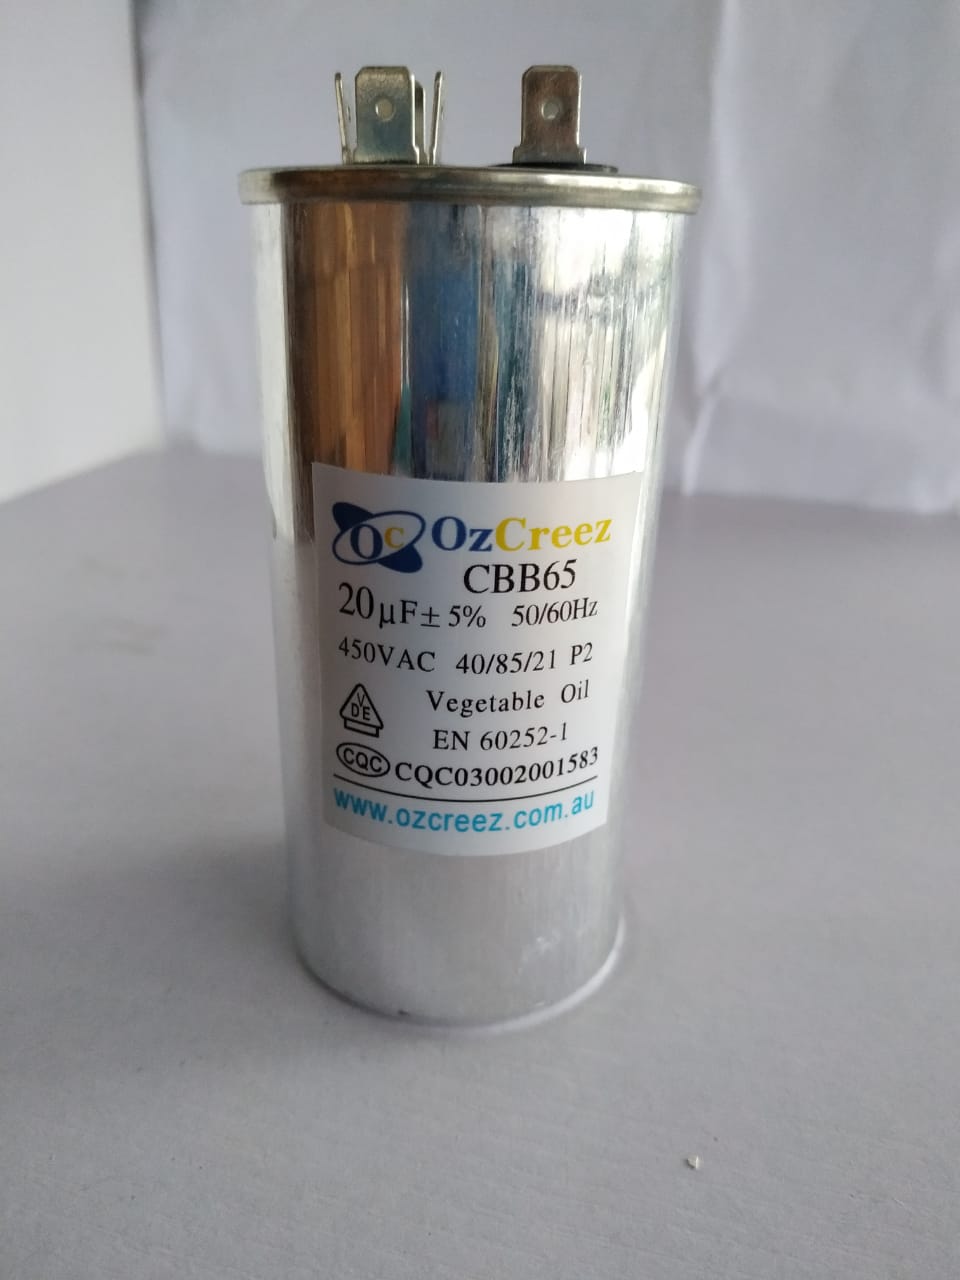 OC OzCreez
CBB65
20µF± 5% 50/60Hz
450VAC 40/85/21 P2
Vegetable Oil
VDE
EN 60252-1
CQC CQC03002001583
www.ozcreez.com.au